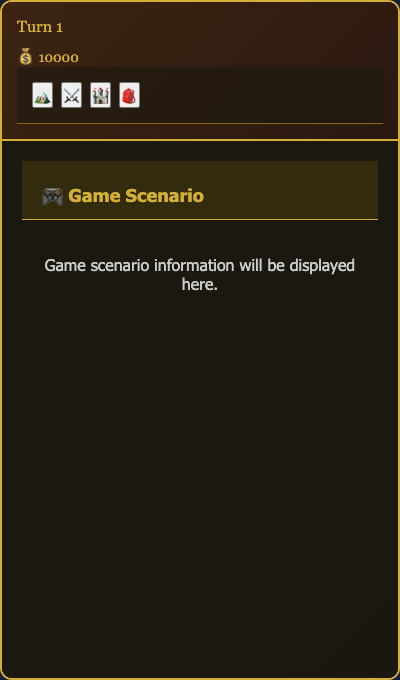 Turn 1
💰 10000
🏔️ ⚔️ 🏰 🎒
🎮 Game Scenario
Game scenario information will be displayed
here.